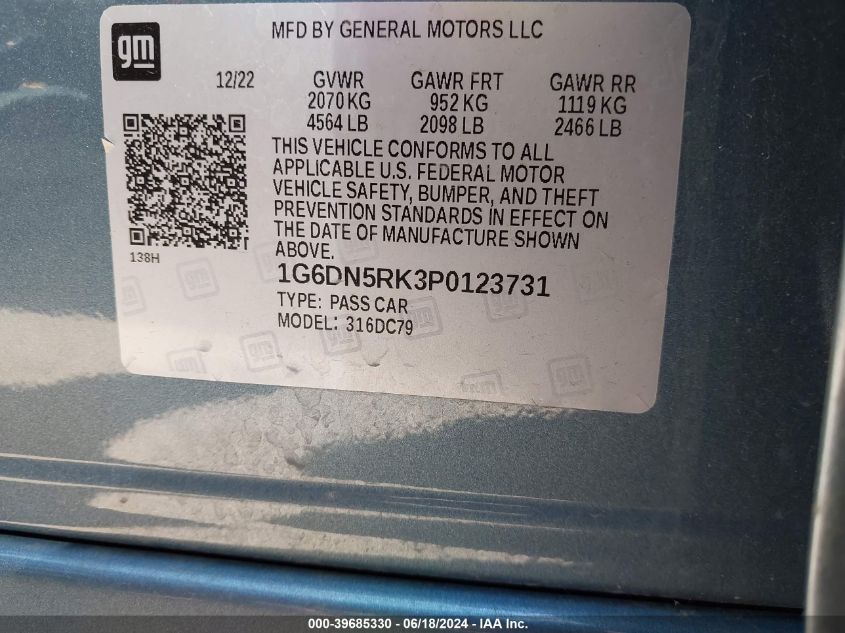 gm
MFD BY GENERAL MOTORS LLC
12/22 GVWR GAWR FRT GAWR RR
2070 KG 952 KG 1119 KG
4564 LB 2098 LB 2466 LB
THIS VEHICLE CONFORMS TO ALL
APPLICABLE U.S. FEDERAL MOTOR
VEHICLE SAFETY, BUMPER, AND THEFT
PREVENTION STANDARDS IN EFFECT ON
THE DATE OF MANUFACTURE SHOWN
ABOVE.
138H
1G6DN5RK3P0123731
TYPE: PASS CAR
MODEL: 316DC79
000-39685330 - 06/18/2024 - IAA Inc.